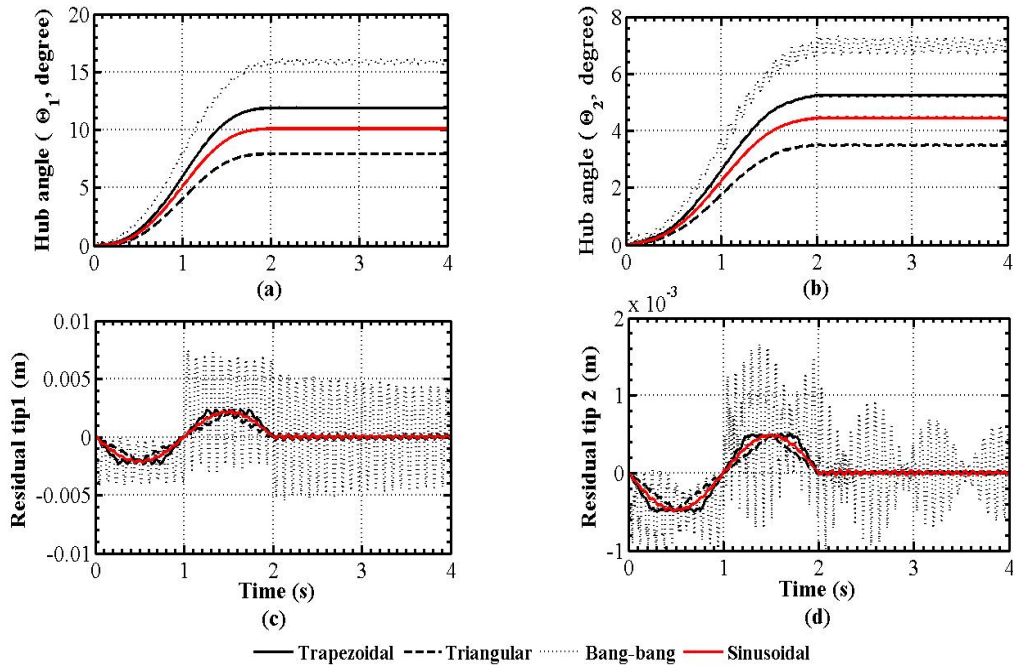 20
15
10
5
0
Hub angle ( Θ1, degree)
0 1 2 3 4
(a)
8
6
4
2
0
Hub angle ( Θ2, degree)
0 1 2 3 4
(b)
0.01
0.005
0
-0.005
-0.01
Residual tip1 (m)
0 1 2 3 4
Time (s)
(c)
x 10-3
2
1
0
-1
Residual tip 2 (m)
0 1 2 3 4
Time (s)
(d)
Trapezoidal Triangular Bang-bang Sinusoidal